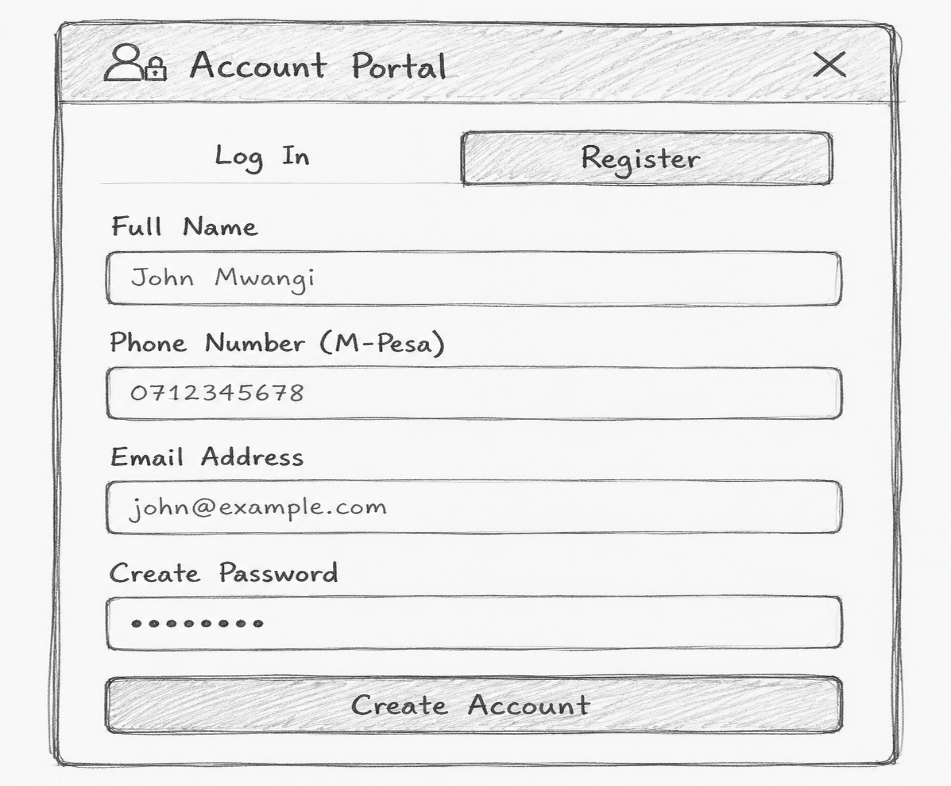 Account Portal
Log In
Register
Full Name
John Mwangi
Phone Number (M-Pesa)
0712345678
Email Address
john@example.com
Create Password
••••••••
Create Account